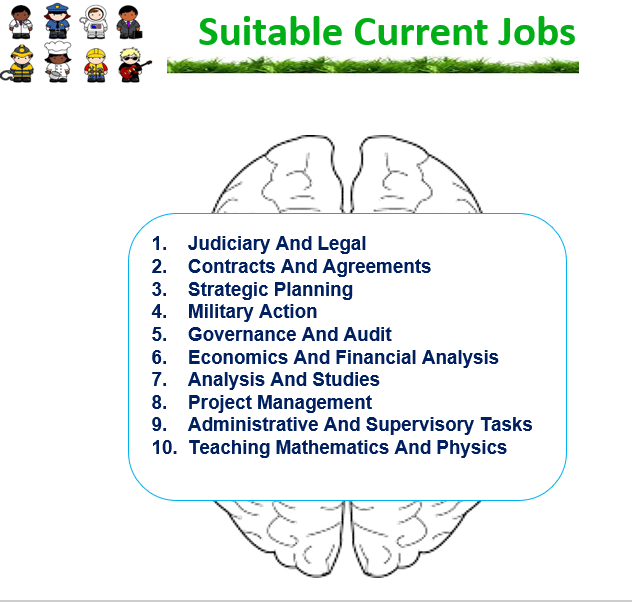 Suitable Current Jobs
1. Judiciary And Legal
2. Contracts And Agreements
3. Strategic Planning
4. Military Action
5. Governance And Audit
6. Economics And Financial Analysis
7. Analysis And Studies
8. Project Management
9. Administrative And Supervisory Tasks
10. Teaching Mathematics And Physics